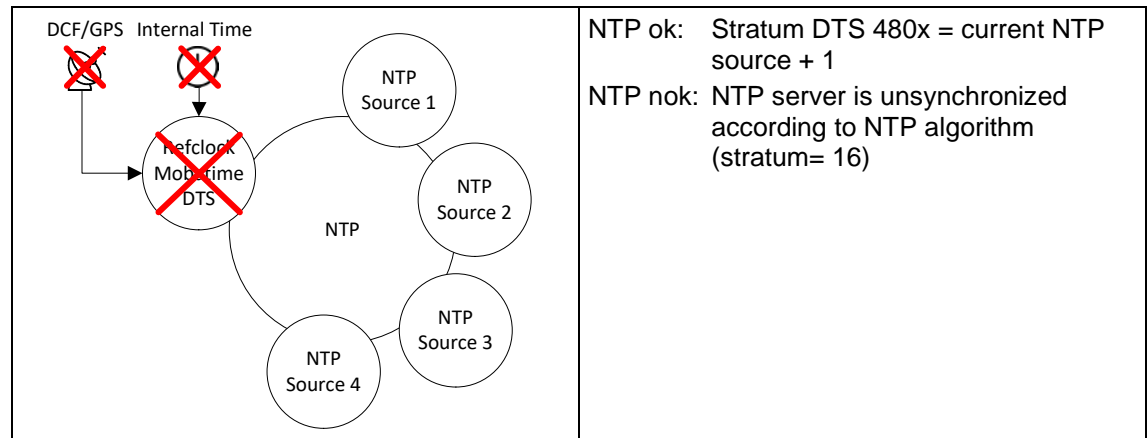 DCF/GPS Internal Time
NTP
Source 1
Refclock
Mobatime
DTS
NTP
Source 2
NTP
NTP
Source 3
NTP
Source 4
NTP ok: Stratum DTS 480x = current NTP
source + 1
NTP nok: NTP server is unsynchronized
according to NTP algorithm
(stratum= 16)